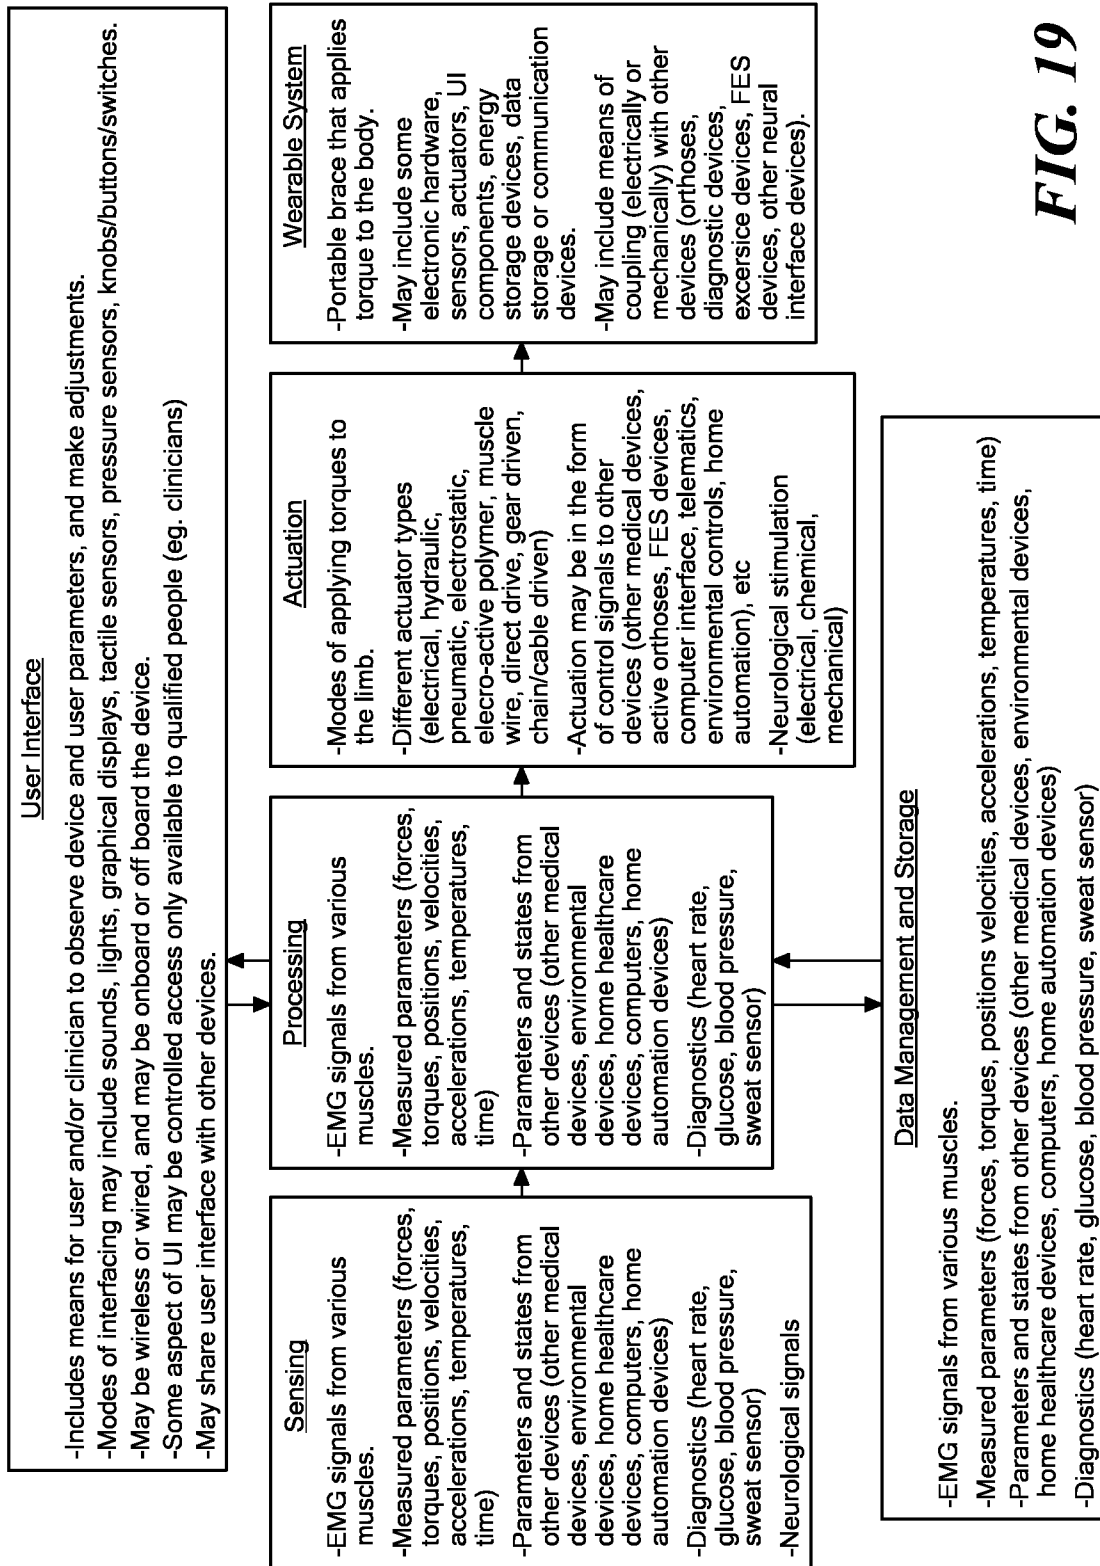 User Interface
-Includes means for user and/or clinician to observe device and user parameters, and make adjustments.
-Modes of interfacing may include sounds, lights, graphical displays, tactile sensors, pressure sensors, knobs/buttons/switches.
-May be wireless or wired, and may be onboard or off board the device.
-Some aspect of UI may be controlled access only available to qualified people (eg. clinicians)
-May share user interface with other devices.
Sensing
-EMG signals from various
muscles.
-Measured parameters (forces,
torques, positions, velocities,
accelerations, temperatures,
time)
-Parameters and states from
other devices (other medical
devices, environmental
devices, home healthcare
devices, computers, home
automation devices)
-Diagnostics (heart rate,
glucose, blood pressure,
sweat sensor)
-Neurological signals
Processing
-EMG signals from various
muscles.
-Measured parameters (forces,
torques, positions, velocities,
accelerations, temperatures,
time)
-Parameters and states from
other devices (other medical
devices, environmental
devices, home healthcare
devices, computers, home
automation devices)
-Diagnostics (heart rate,
glucose, blood pressure,
sweat sensor)
Actuation
-Modes of applying torques to
the limb.
-Different actuator types
(electrical, hydraulic,
pneumatic, electrostatic,
elecro-active polymer, muscle
wire, direct drive, gear driven,
chain/cable driven)
-Actuation may be in the form
of control signals to other
devices (other medical devices,
active orthoses, FES devices,
computer interface, telematics,
environmental controls, home
automation), etc
-Neurological stimulation
(electrical, chemical,
mechanical)
Wearable System
-Portable brace that applies
torque to the body.
-May include some
electronic hardware,
sensors, actuators, UI
components, energy
storage devices, data
storage or communication
devices.
-May include means of
coupling (electrically or
mechanically) with other
devices (orthoses,
diagnostic devices,
excersice devices, FES
devices, other neural
interface devices).
Data Management and Storage
-EMG signals from various muscles.
-Measured parameters (forces, torques, positions velocities, accelerations, temperatures, time)
-Parameters and states from other devices (other medical devices, environmental devices,
home healthcare devices, computers, home automation devices)
-Diagnostics (heart rate, glucose, blood pressure, sweat sensor)
FIG. 19